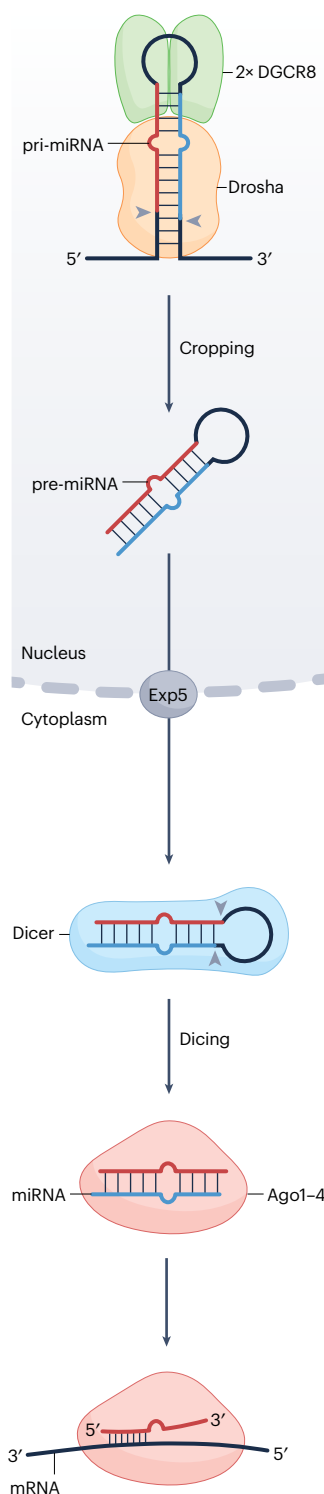 2× DGCR8
pri-miRNA
Drosha
5′
3′
Cropping
pre-miRNA
Nucleus
Exp5
Cytoplasm
Dicer
Dicing
miRNA
Ago1–4
5′
3′
3′
5′
mRNA